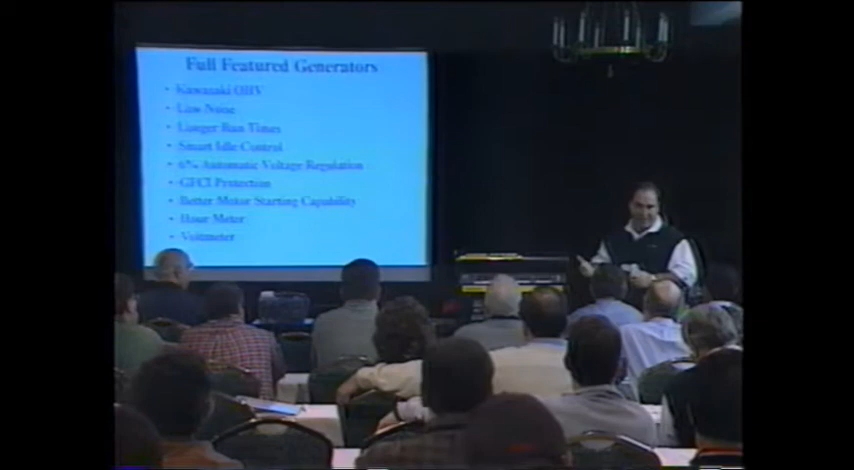 Full Featured Generators
• Kawasaki OHV
• Low Noise
• Longer Run Times
• Smart Idle Control
• 6% Automatic Voltage Regulation
• GFCI Protection
• Better Motor Starting Capability
• Hour Meter
• Voltmeter